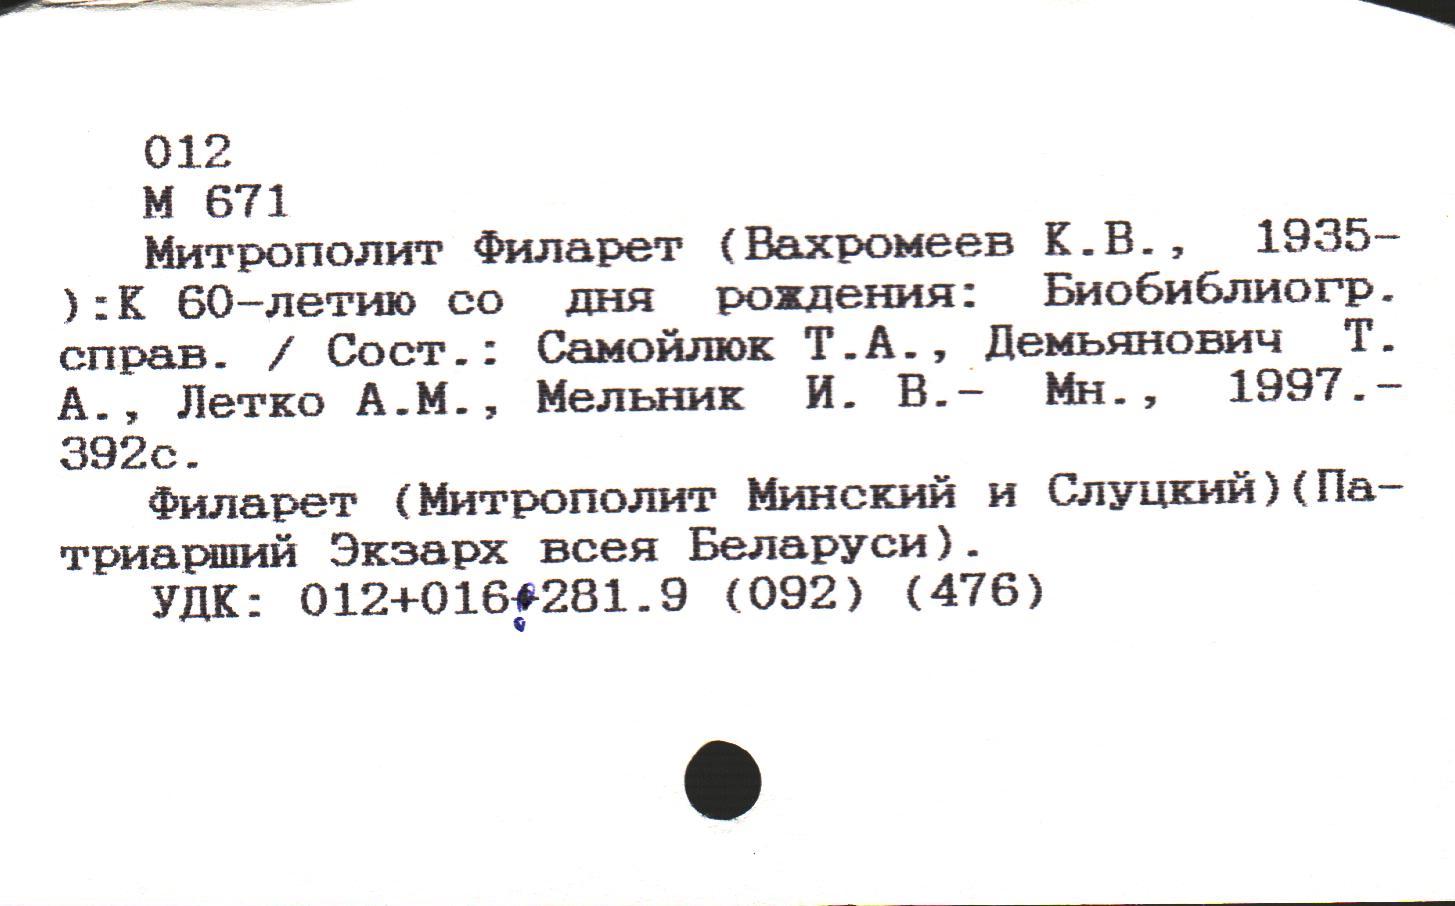 012
М 671
Митрополит Филарет (Вахромеев К.В., 1935-
):К 60-летию со дня рождения: Биобиблиогр.
справ. / Сост.: Самойлюк Т.А., Демьянович Т.
А., Летко А.М., Мельник И. В.- Мн., 1997.-
392с.
Филарет (Митрополит Минский и Слуцкий)(Па-
триарший Экзарх всея Беларуси).
УДК: 012+016+281.9 (092) (476)